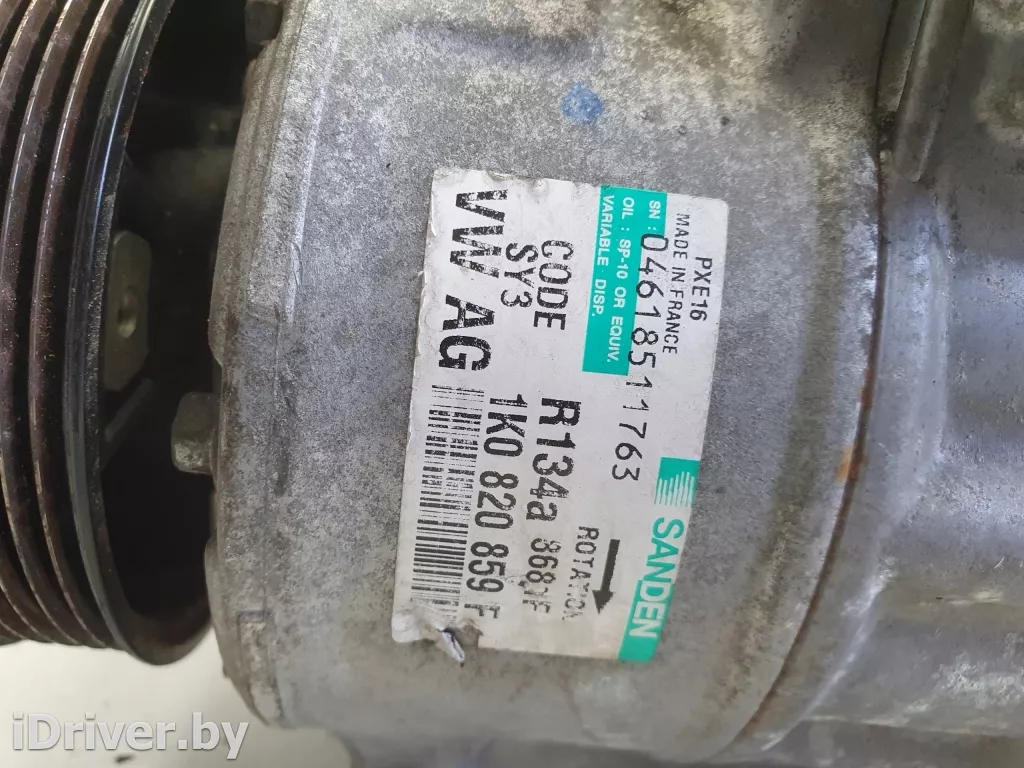 PXE16
MADE IN FRANCE
SN: 04618511763
OIL : SP-10 OR EQUIV.
VARIABLE DISP.
SANDEN
ROTATION
CODE R134a
SY3
VW AG 1K0 820 859 F
iDriver.by